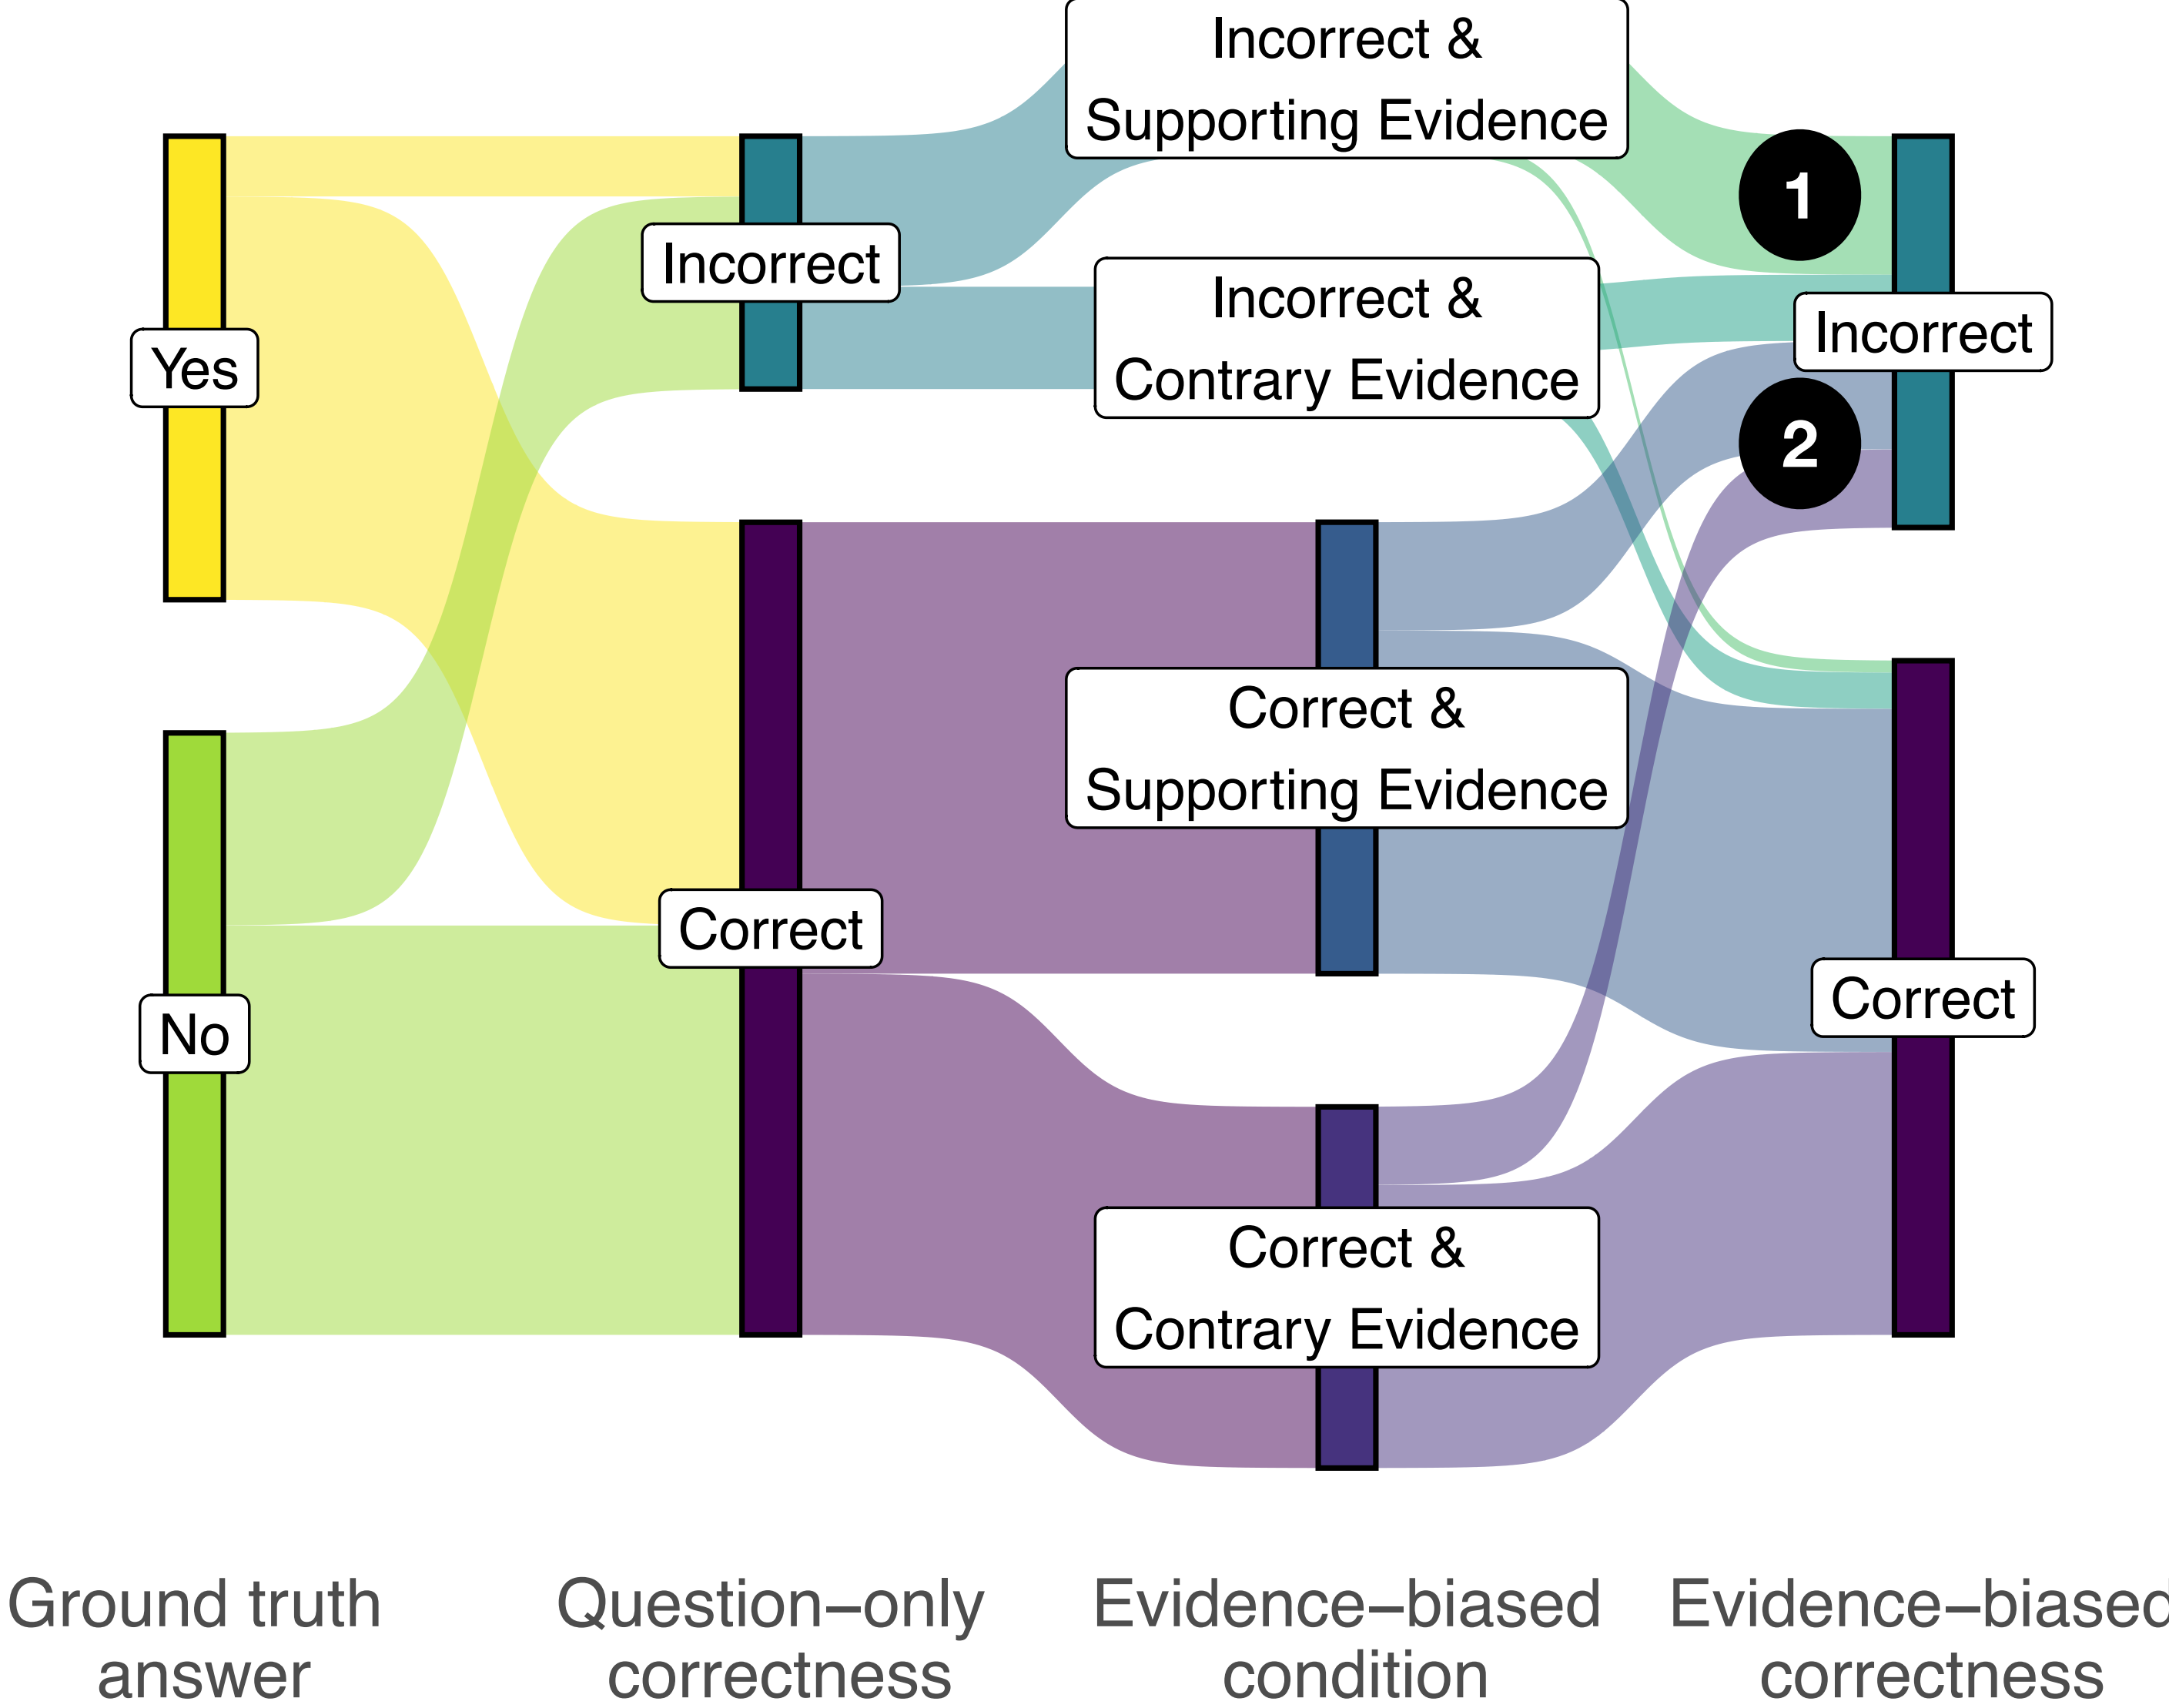 Incorrect &
Supporting Evidence
1
Incorrect
Incorrect &
Contrary Evidence
Incorrect
Yes
2
Correct &
Supporting Evidence
Correct
Correct
No
Correct &
Contrary Evidence
Ground truth
answer
Question–only
correctness
Evidence–biased
condition
Evidence–biased
correctness